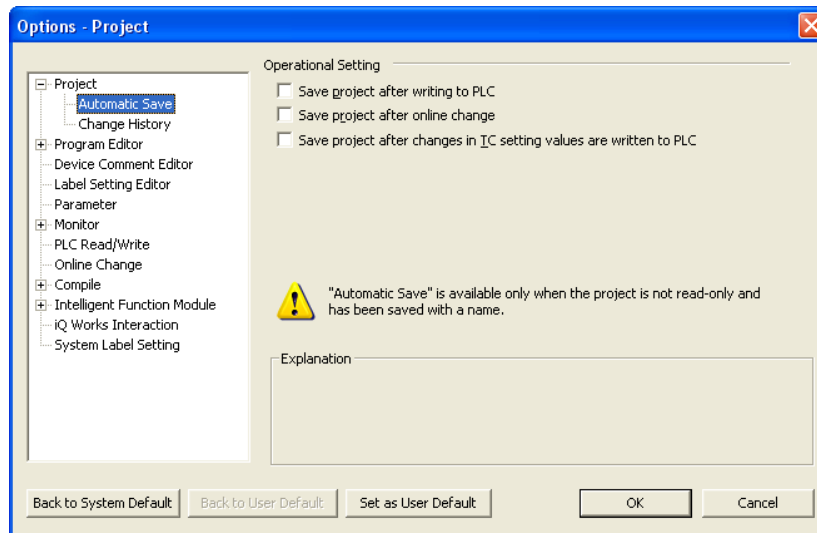 Options - Project
Project
Automatic Save
Change History
Program Editor
Device Comment Editor
Label Setting Editor
Parameter
Monitor
PLC Read/Write
Online Change
Compile
Intelligent Function Module
iQ Works Interaction
System Label Setting
Operational Setting
Save project after writing to PLC
Save project after online change
Save project after changes in TC setting values are written to PLC
"Automatic Save" is available only when the project is not read-only and
has been saved with a name.
Explanation
Back to System Default
Back to User Default
Set as User Default
OK
Cancel